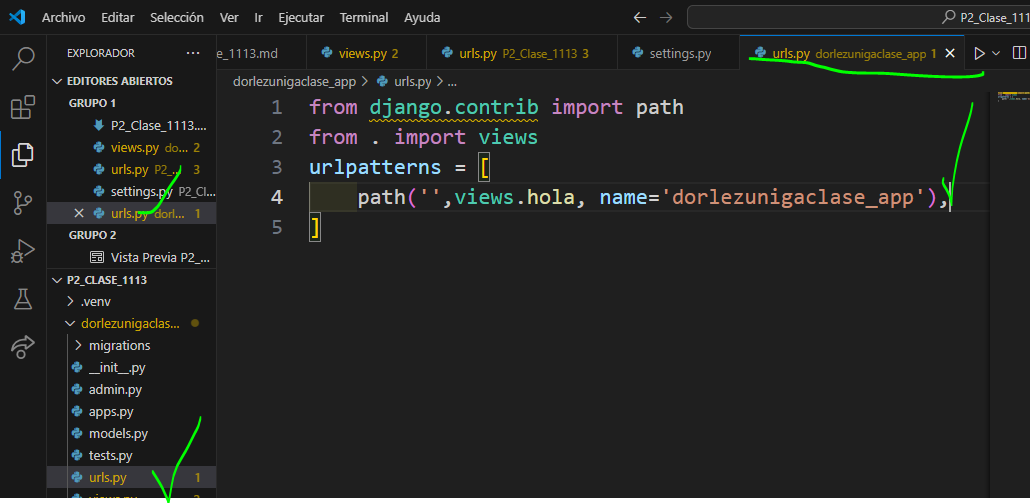 Archivo Editar Selección Ver Ir Ejecutar Terminal Ayuda P2_Clase_111
EXPLORADOR ...
e_1113.md views.py 2 urls.py P2_Clase_1113 3 settings.py urls.py dorlezunigaclase_app 1
EDITORES ABIERTOS
dorlezunigaclase_app > urls.py > ...
GRUPO 1
P2_Clase_1113....
views.py do... 2
urls.py P2_... 3
settings.py P2_Cl...
urls.py dorl... 1
GRUPO 2
Vista Previa P2_...
P2_CLASE_1113
.venv
dorlezunigaclas...
migrations
__init__.py
admin.py
apps.py
models.py
tests.py
urls.py 1
1 from django.contrib import path
2 from . import views
3 urlpatterns = [
4 path('',views.hola, name='dorlezunigaclase_app'),
5 ]